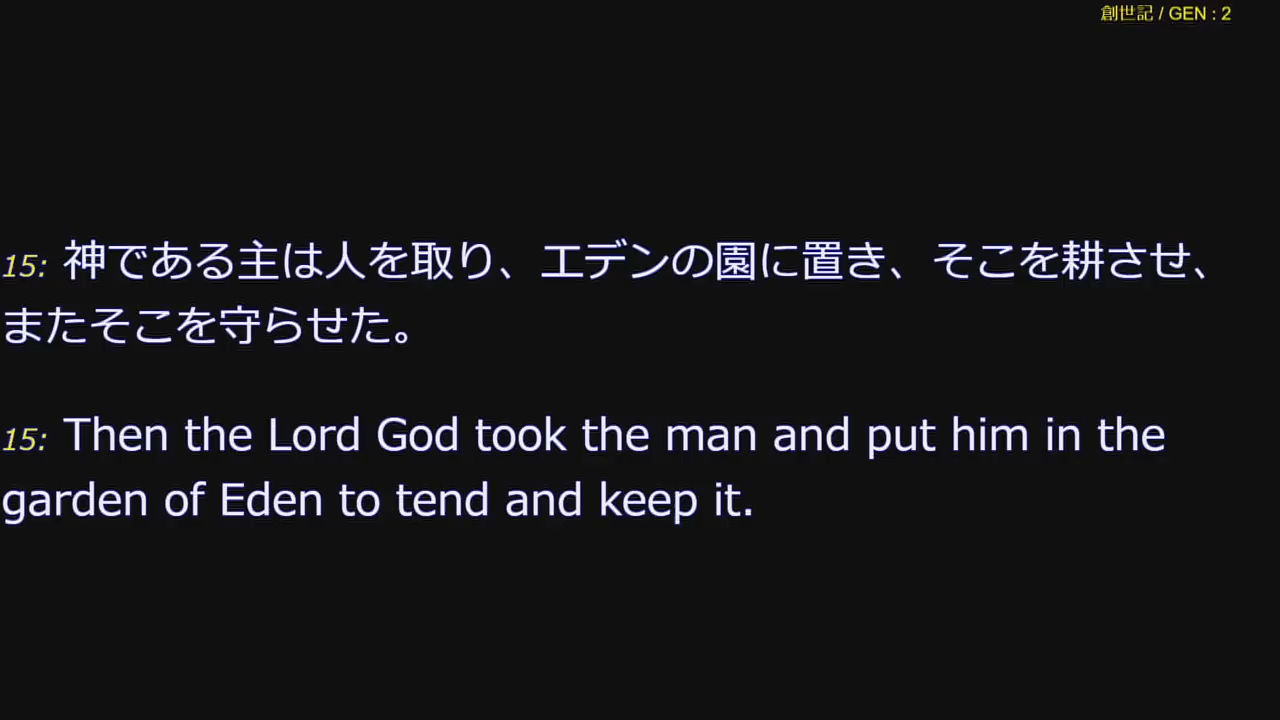 創世記 / GEN : 2
15: 神である主は人を取り、エデンの園に置き、そこを耕させ、
またそこを守らせた。
15: Then the Lord God took the man and put him in the
garden of Eden to tend and keep it.